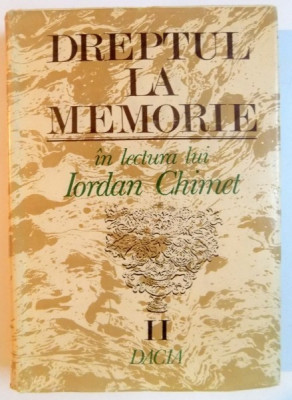 DREPTUL
LA
MEMORIE
în lectura lui
Iordan Chimet
II
DACIA